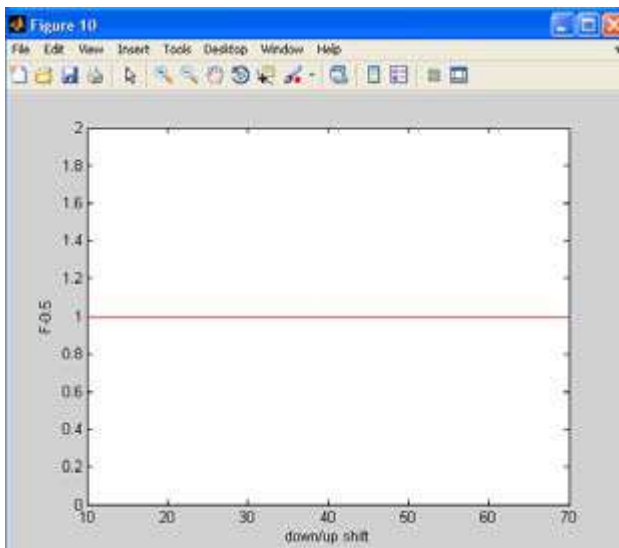 Figure 10
File Edit View Insert Tools Desktop Window Help
2
1.8
1.6
1.4
1.2
1
0.8
0.6
0.4
0.2
0
F-0.5
10 20 30 40 50 60 70
down/up shift